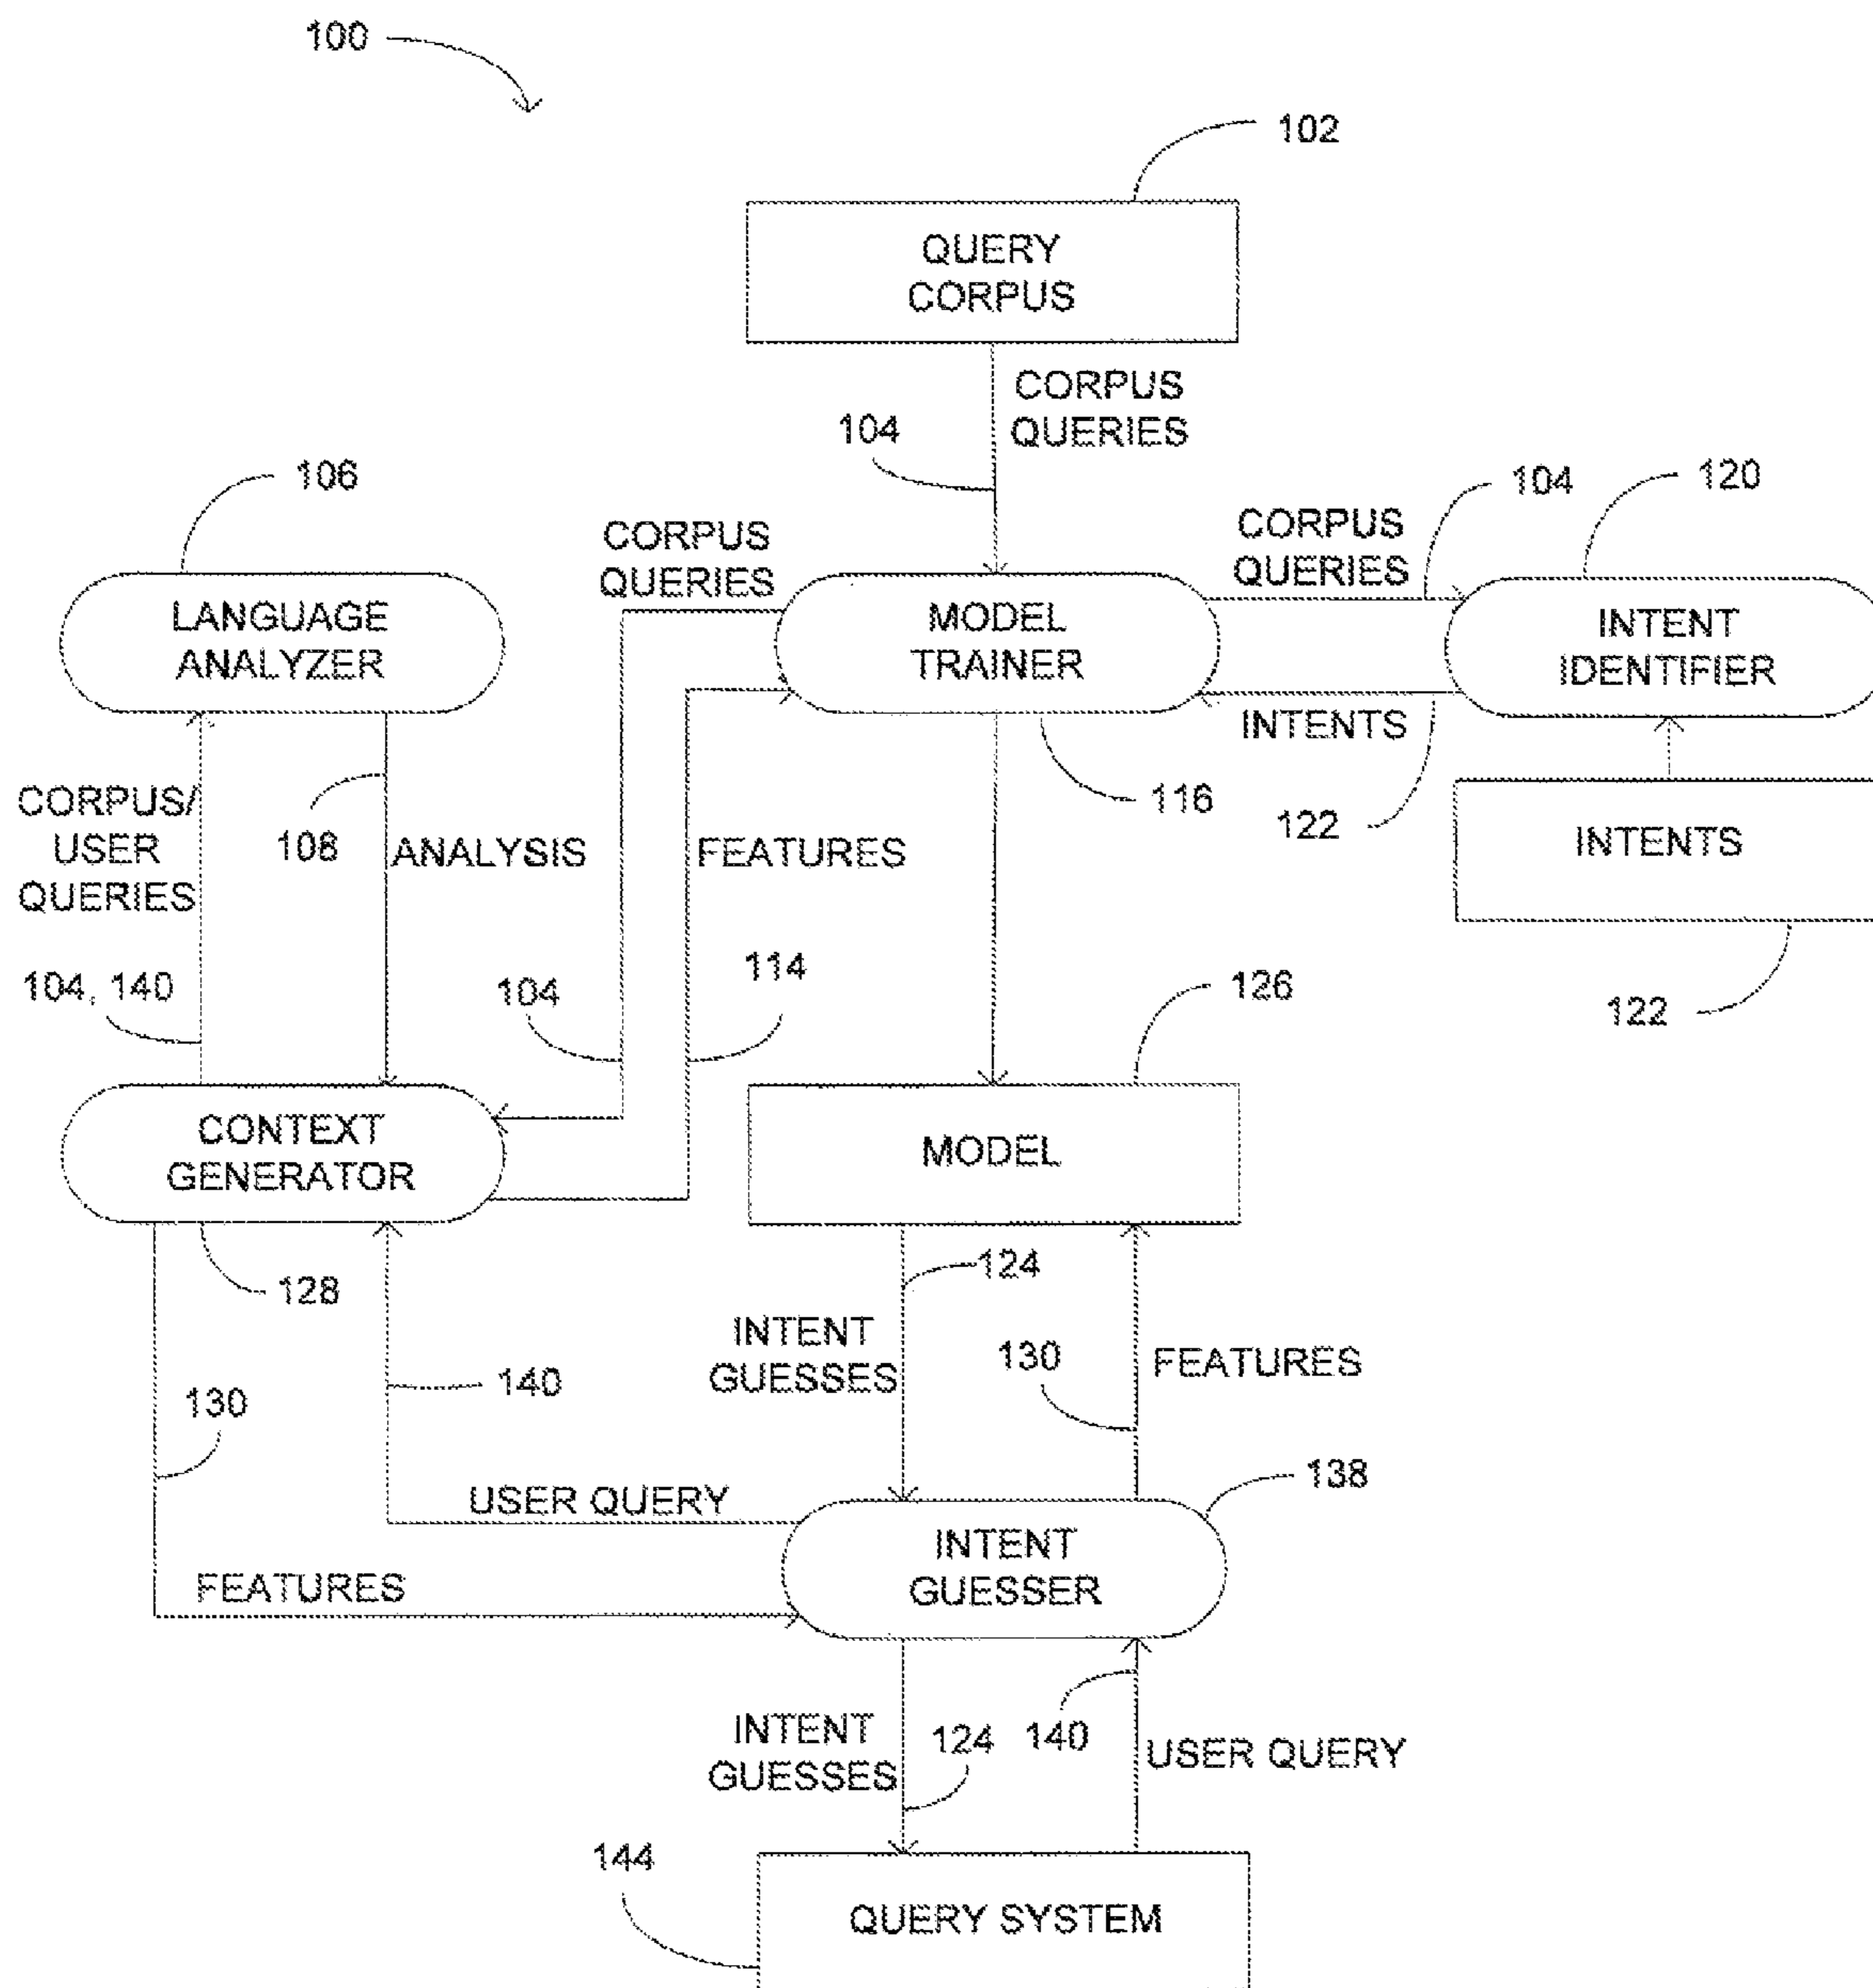 100
102
QUERY
CORPUS
CORPUS
QUERIES
104
106
104
120
CORPUS
QUERIES
CORPUS
QUERIES
LANGUAGE
ANALYZER
MODEL
TRAINER
INTENT
IDENTIFIER
INTENTS
116
122
CORPUS/
USER
QUERIES
108
ANALYSIS
FEATURES
INTENTS
104, 140
104
114
126
122
CONTEXT
GENERATOR
MODEL
128
124
INTENT
GUESSES
130
FEATURES
130
140
138
USER QUERY
INTENT
GUESSER
FEATURES
INTENT
GUESSES
124
140
USER QUERY
144
QUERY SYSTEM